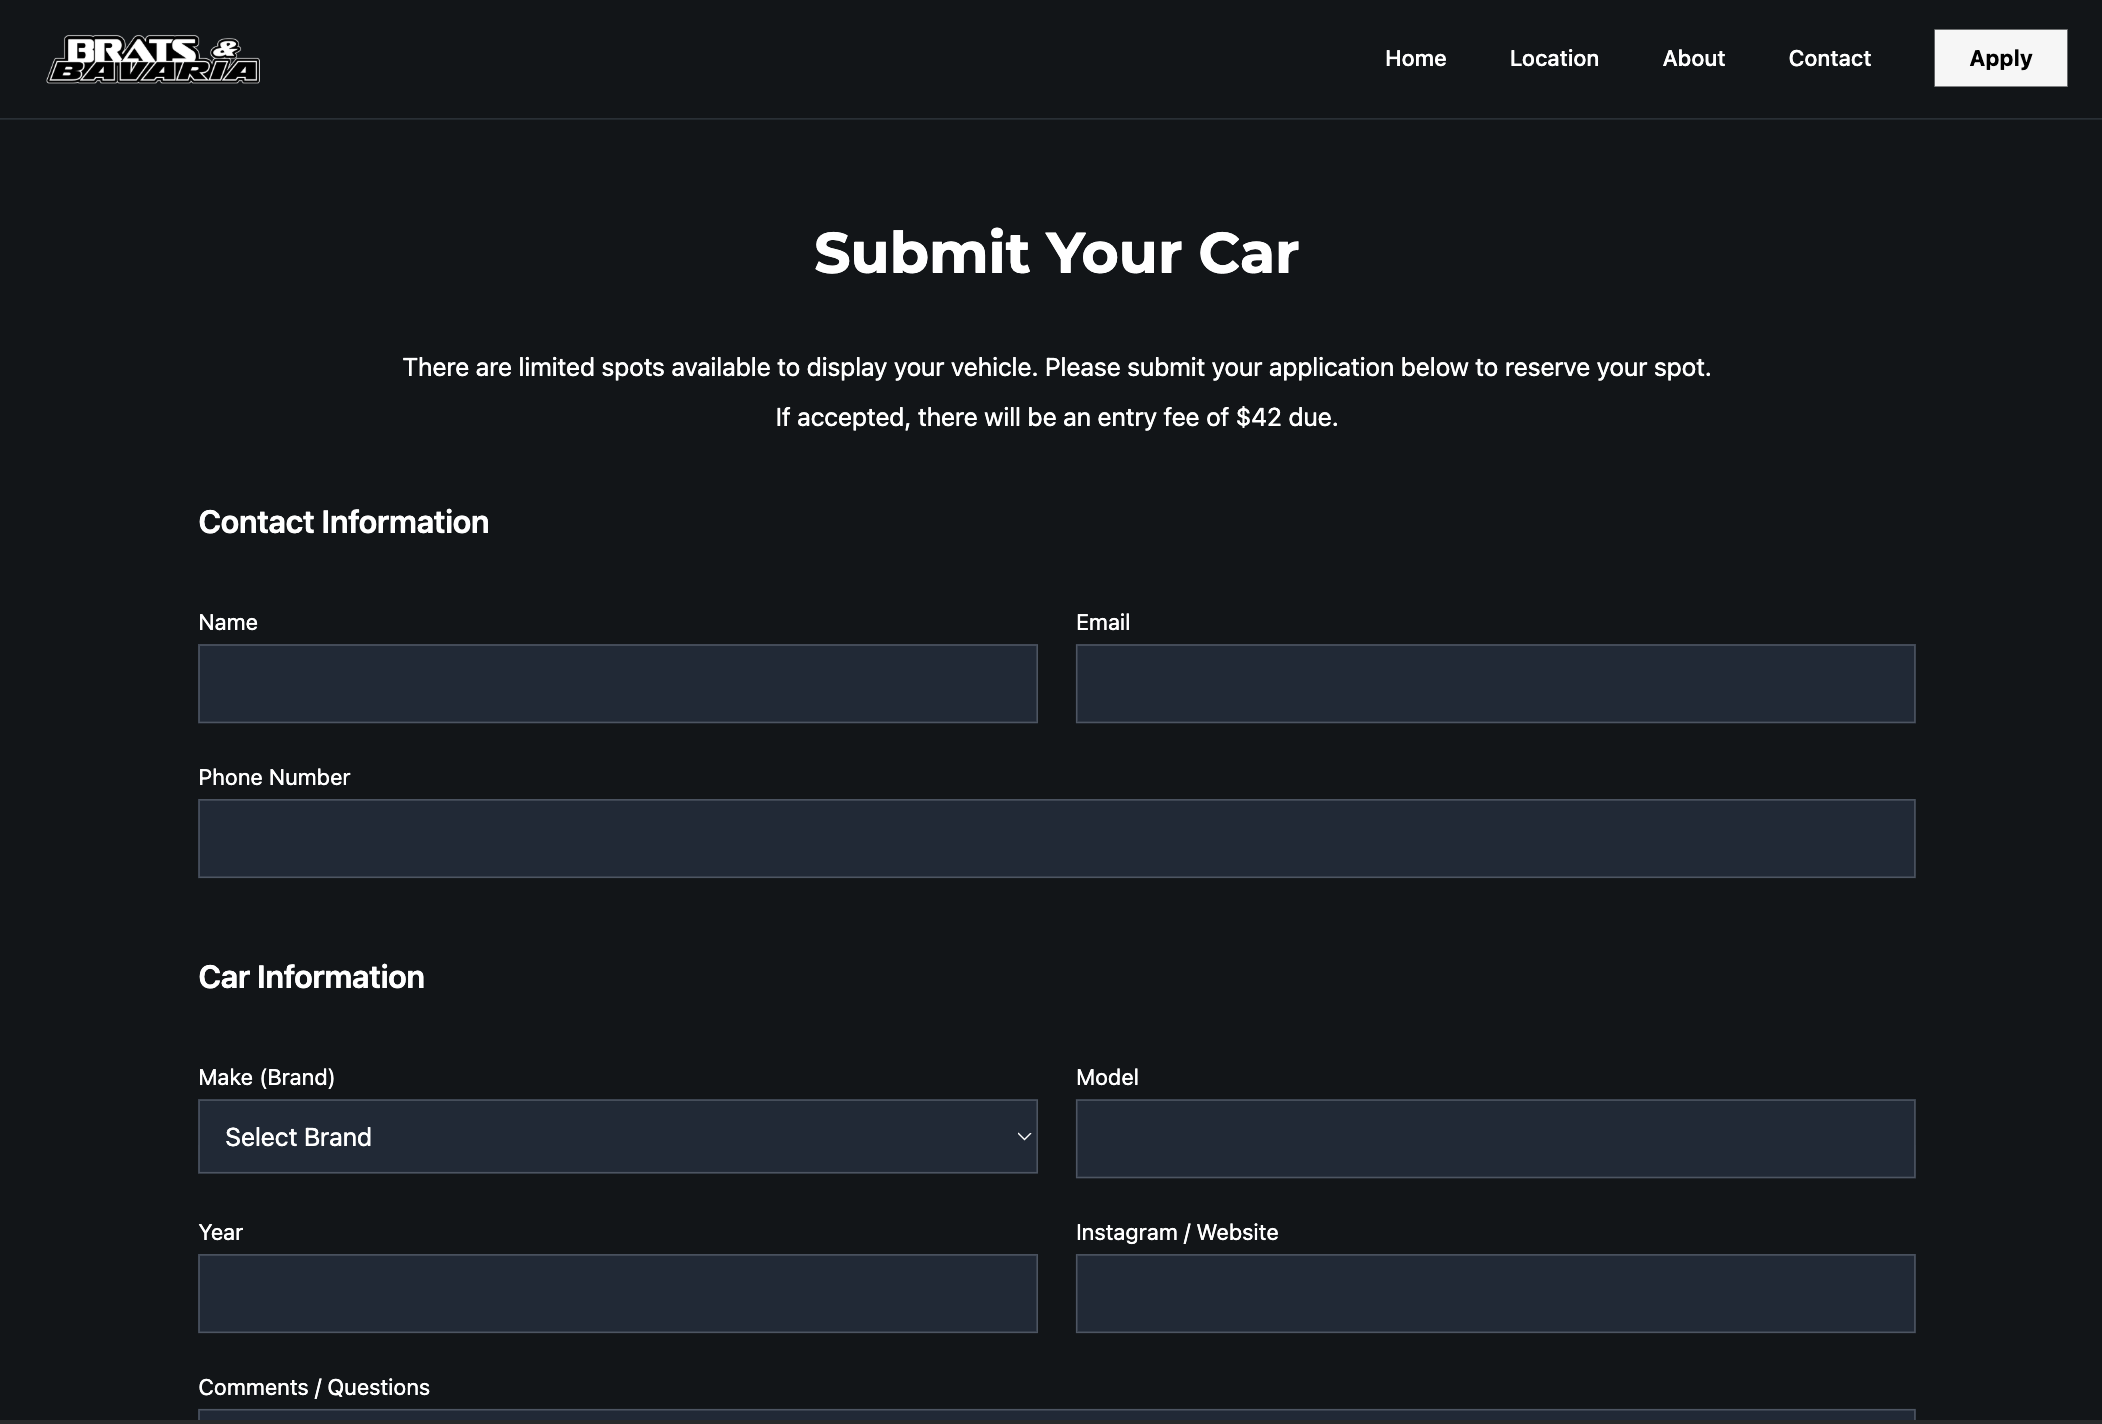 BRATS &
BAVARIA
Home
Location
About
Contact
Apply
Submit Your Car
There are limited spots available to display your vehicle. Please submit your application below to reserve your spot.
If accepted, there will be an entry fee of $42 due.
Contact Information
Name
Email
Phone Number
Car Information
Make (Brand)
Model
Select Brand
Year
Instagram / Website
Comments / Questions